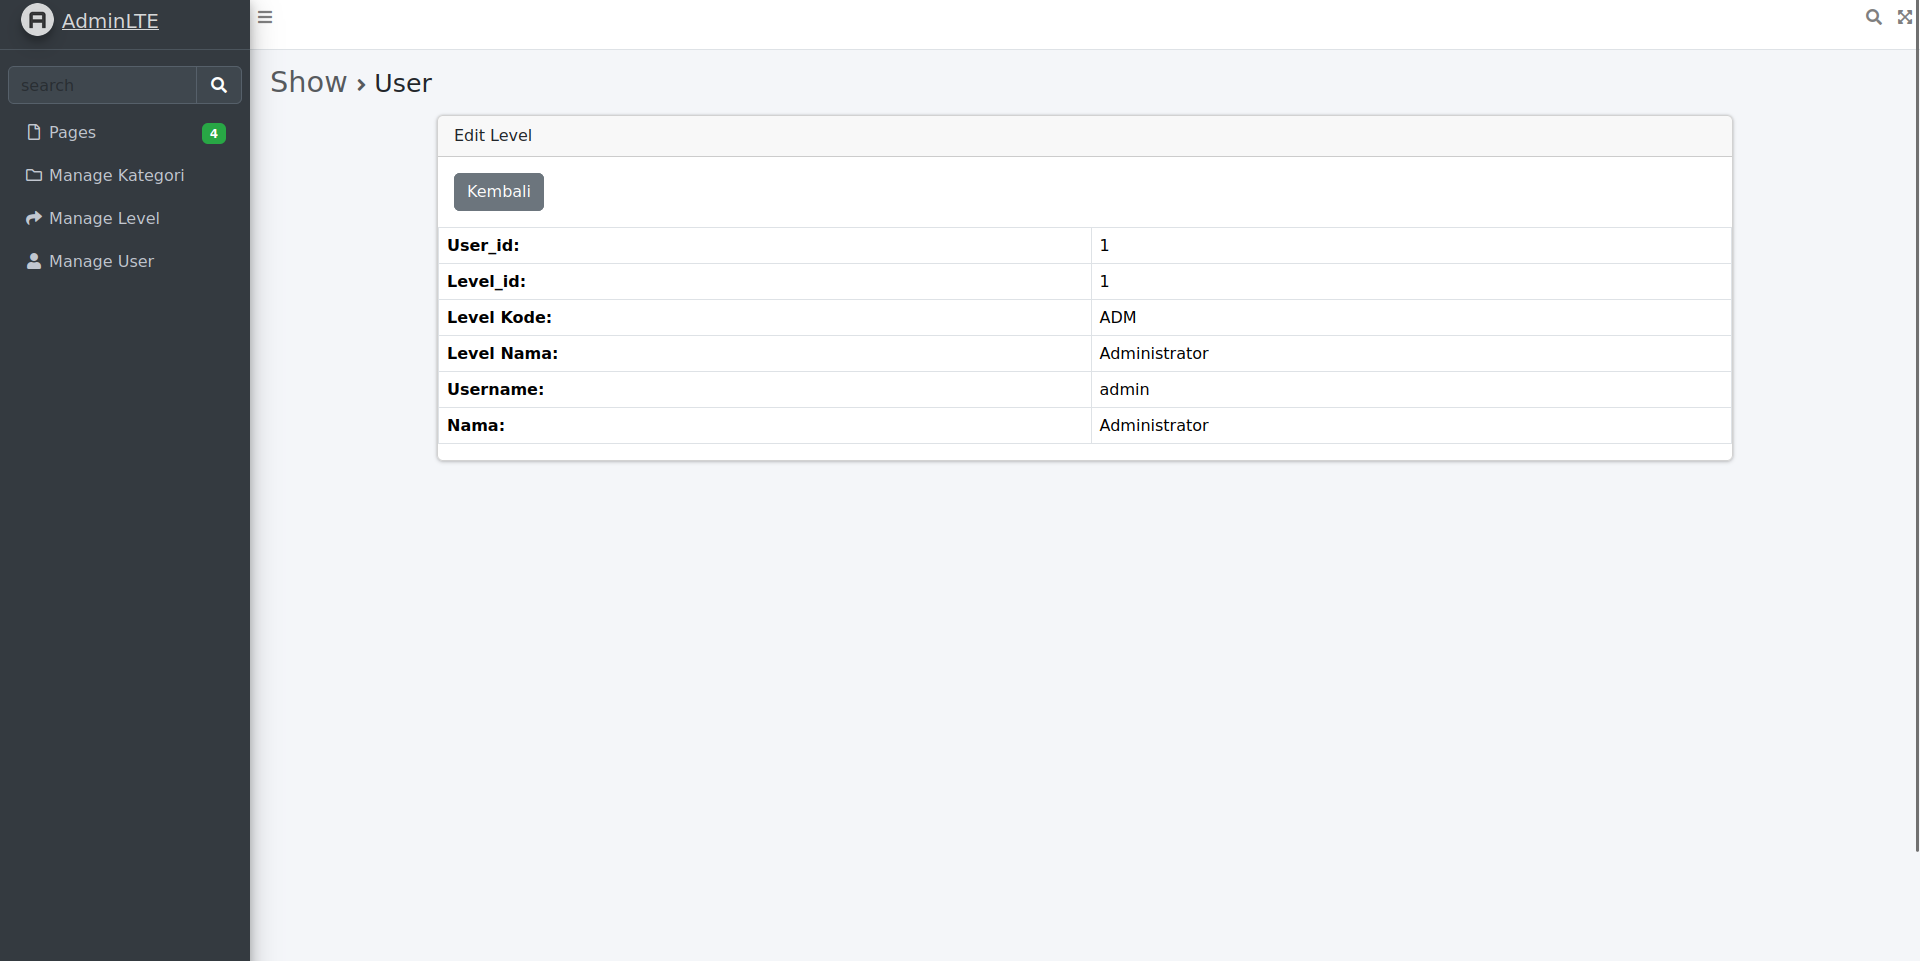 AdminLTE
search
Pages 4
Manage Kategori
Manage Level
Manage User
Show › User
Edit Level
Kembali
User_id: 1
Level_id: 1
Level Kode: ADM
Level Nama: Administrator
Username: admin
Nama: Administrator